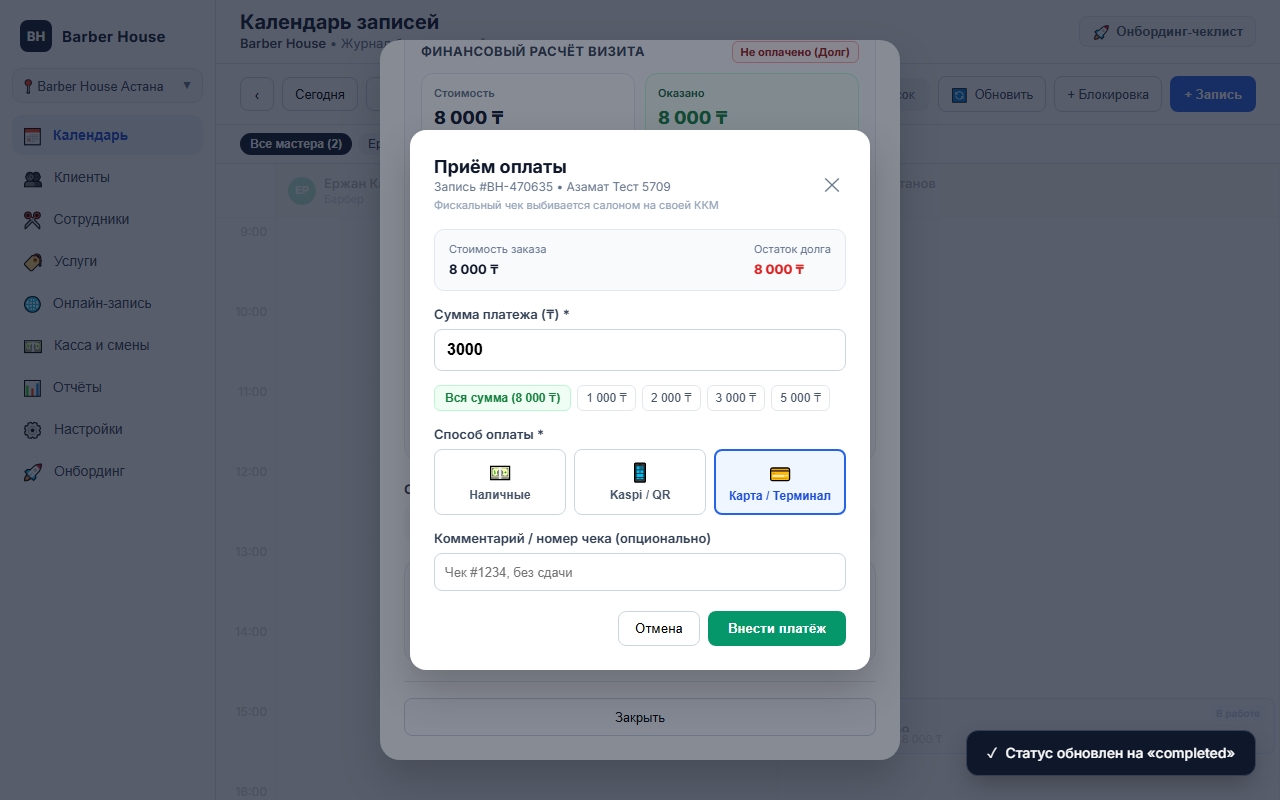 BH Barber House
Календарь записей
Barber House • Журнал
Онбординг-чеклист
Barber House Астана ▼
‹
Сегодня
Обновить
+ Блокировка
+ Запись
Все мастера (2)
Календарь
Клиенты
Сотрудники
Услуги
Онлайн-запись
Касса и смены
Отчёты
Настройки
Онбординг
ЕР
Барбер
9:00
10:00
11:00
12:00
13:00
14:00
15:00
16:00
ФИНАНСОВЫЙ РАСЧЁТ ВИЗИТА
Не оплачено (Долг)
Стоимость
8 000 ₸
Оказано
8 000 ₸
Приём оплаты
Запись #BH-470635 • Азамат Тест 5709
Фискальный чек выбивается салоном на своей ККМ
Стоимость заказа
8 000 ₸
Остаток долга
8 000 ₸
Сумма платежа (₸) *
3000
Вся сумма (8 000 ₸)
1 000 ₸
2 000 ₸
3 000 ₸
5 000 ₸
Способ оплаты *
Наличные
Kaspi / QR
Карта / Терминал
Комментарий / номер чека (опционально)
Чек #1234, без сдачи
Отмена
Внести платёж
Закрыть
В работе
8 000 ₸
✓ Статус обновлен на «completed»